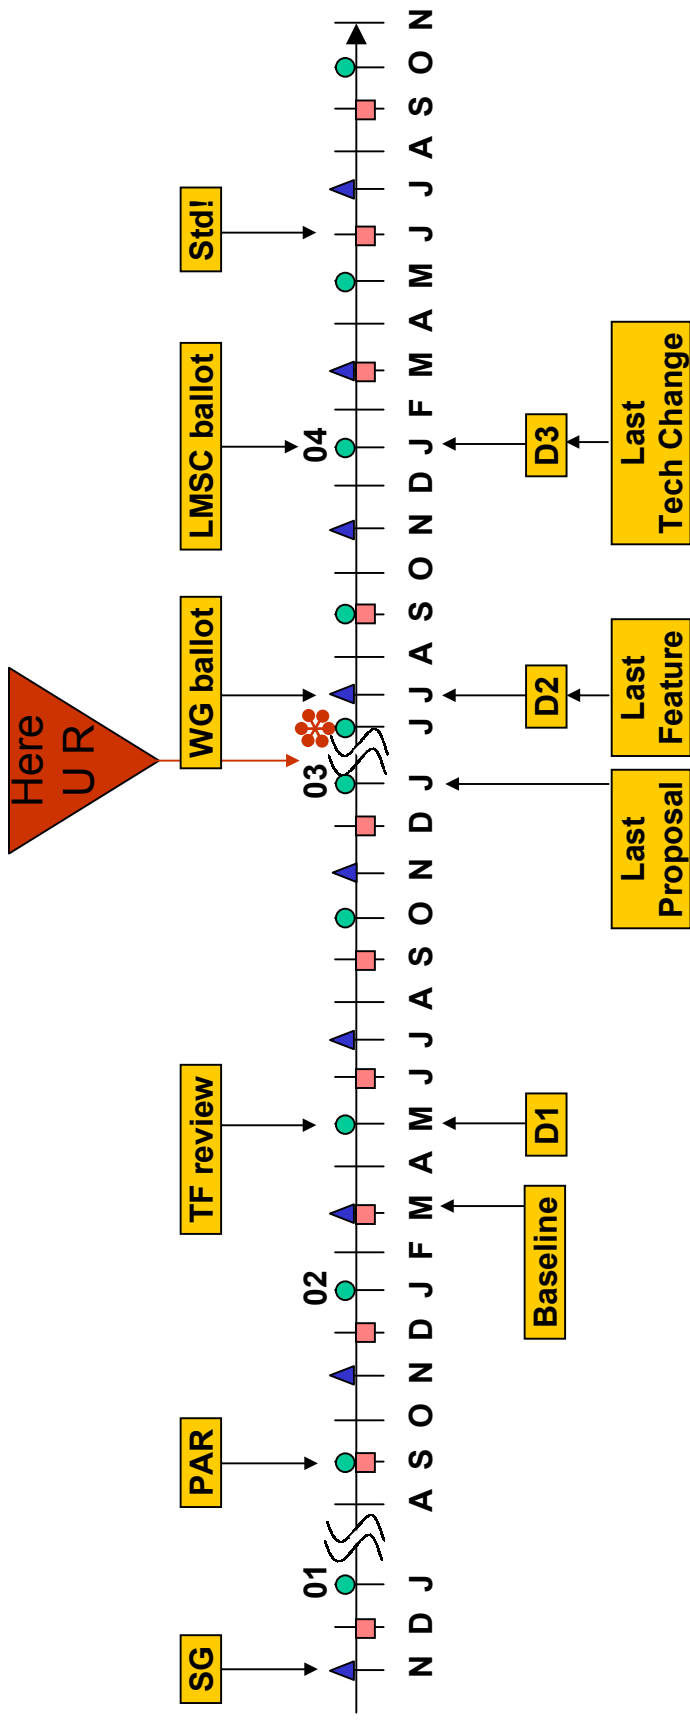 Here
U R
SG
PAR
TF review
WG ballot
LMSC ballot
Std!
01 02 03 04
N D J A S O N D J F M A M J J A S O N D J J J A S O N D J F M A M J J A S O N
Baseline
D1
D2
D3
Last
Proposal
Last
Feature
Last
Tech Change